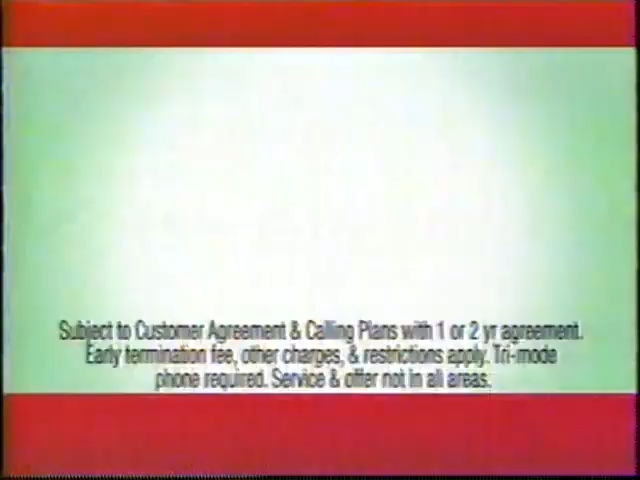 Subject to Customer Agreement & Calling Plans with 1 or 2 yr agreement.
Early termination fee, other charges, & restrictions apply. Tri-mode
phone required. Service & offer not in all areas.